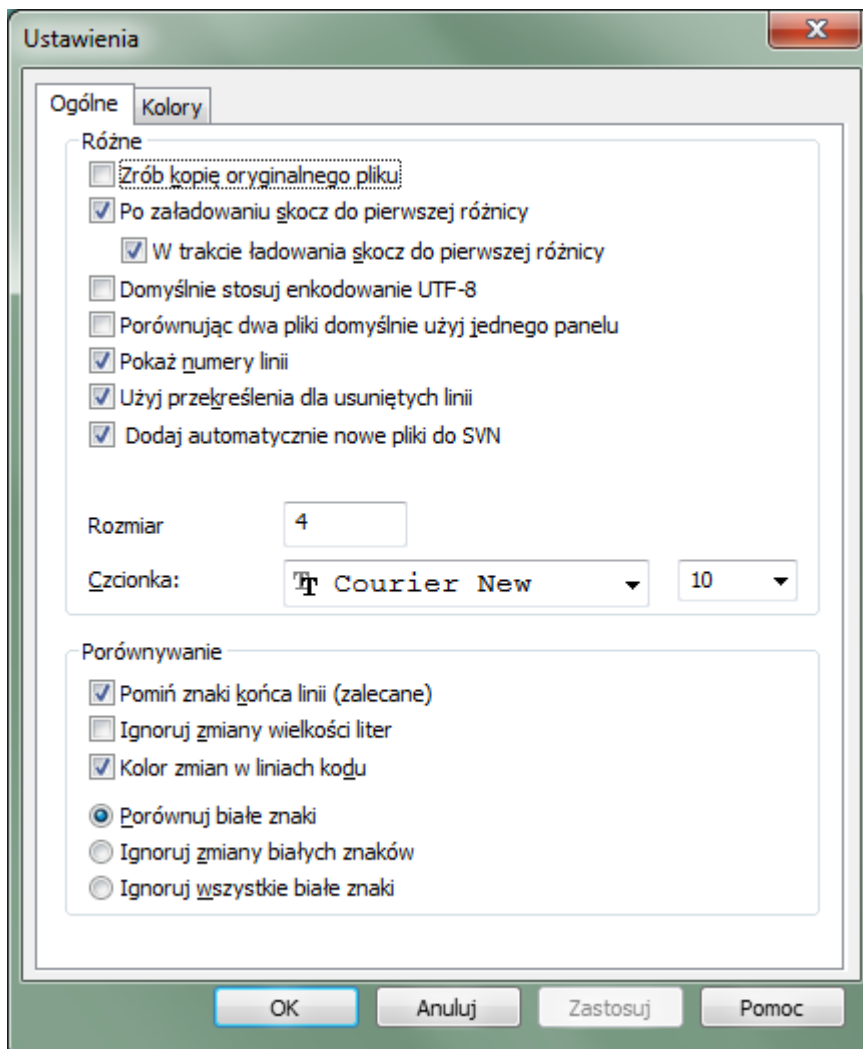 Ustawienia
Ogólne
Kolory
Różne
Zrób kopię oryginalnego pliku
Po załadowaniu skocz do pierwszej różnicy
W trakcie ładowania skocz do pierwszej różnicy
Domyślnie stosuj enkodowanie UTF-8
Porównując dwa pliki domyślnie użyj jednego panelu
Pokaż numery linii
Użyj przekreślenia dla usuniętych linii
Dodaj automatycznie nowe pliki do SVN
Rozmiar 4
Czcionka: Courier New 10
Porównywanie
Pomiń znaki końca linii (zalecane)
Ignoruj zmiany wielkości liter
Kolor zmian w liniach kodu
Porównuj białe znaki
Ignoruj zmiany białych znaków
Ignoruj wszystkie białe znaki
OK Anuluj Zastosuj Pomoc